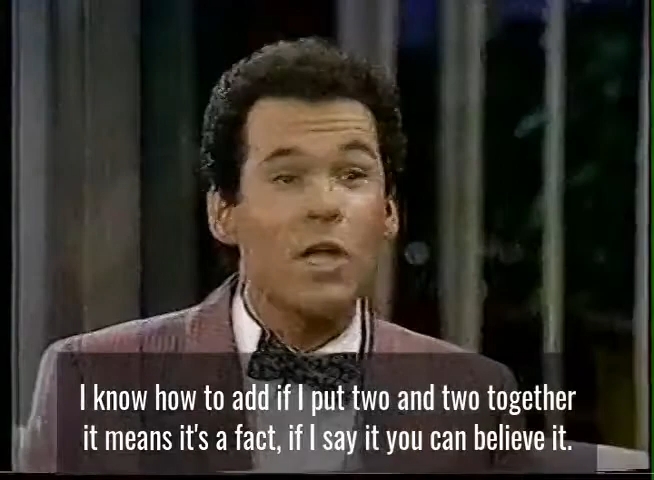 I know how to add if I put two and two together
it means it's a fact, if I say it you can believe it.